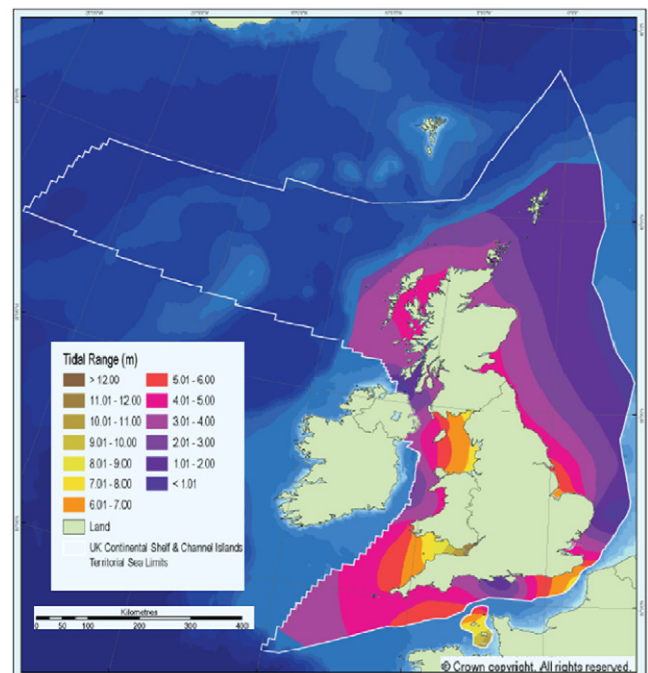 Tidal Range (m)
> 12.00
11.01 - 12.00
10.01 - 11.00
9.01 - 10.00
8.01 - 9.00
7.01 - 8.00
6.01 - 7.00
5.01 - 6.00
4.01 - 5.00
3.01 - 4.00
2.01 - 3.00
1.01 - 2.00
< 1.01
Land
UK Continental Shelf & Channel Islands
Territorial Sea Limits
Kilometres
0 50 100 200 300 400
© Crown copyright. All rights reserved.